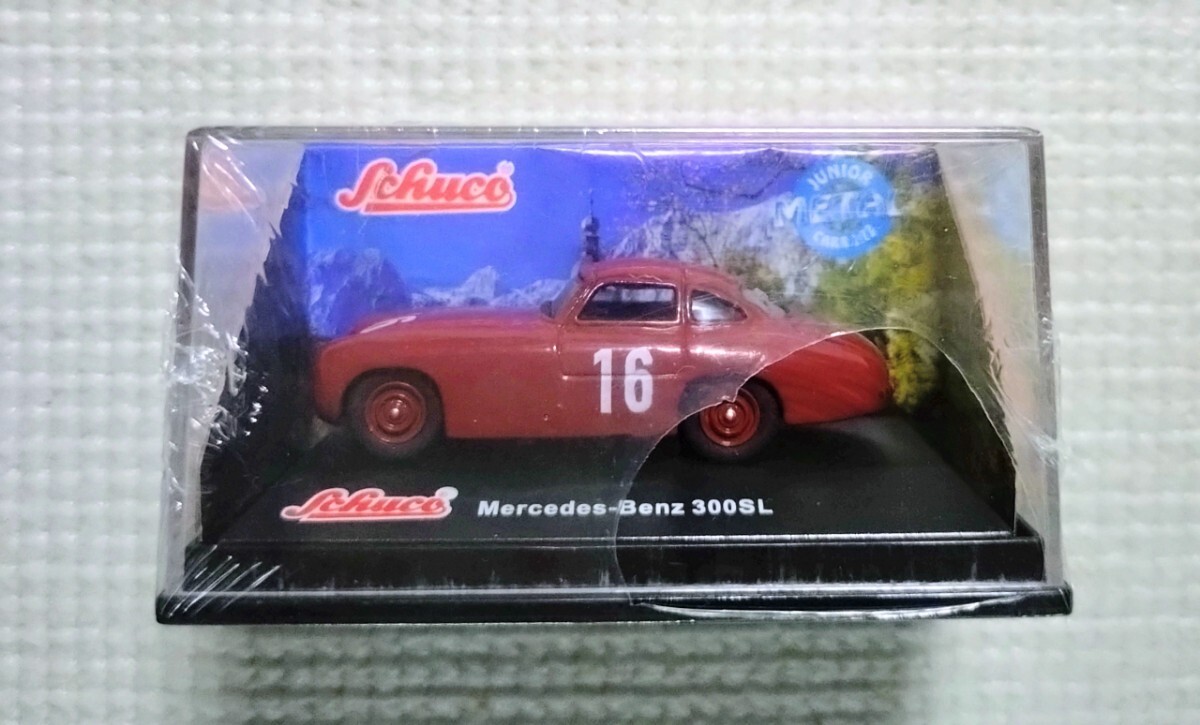 Schuco
JUNIOR
METAL
16
Schuco Mercedes-Benz 300SL